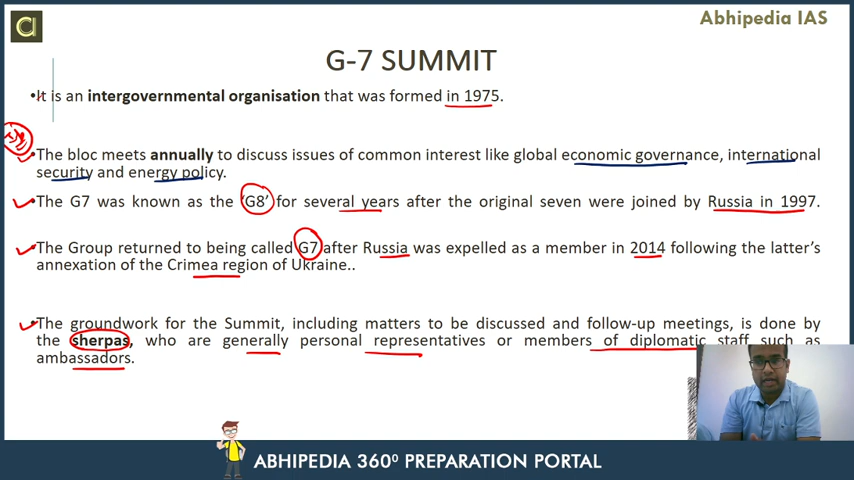 Abhipedia IAS
G-7 SUMMIT
•It is an intergovernmental organisation that was formed in 1975.
•The bloc meets annually to discuss issues of common interest like global economic governance, international
security and energy policy.
•The G7 was known as the ‘G8’ for several years after the original seven were joined by Russia in 1997.
•The Group returned to being called G7 after Russia was expelled as a member in 2014 following the latter’s
annexation of the Crimea region of Ukraine..
•The groundwork for the Summit, including matters to be discussed and follow-up meetings, is done by
the sherpas, who are generally personal representatives or members of diplomatic staff such as
ambassadors.
ABHIPEDIA 360⁰ PREPARATION PORTAL